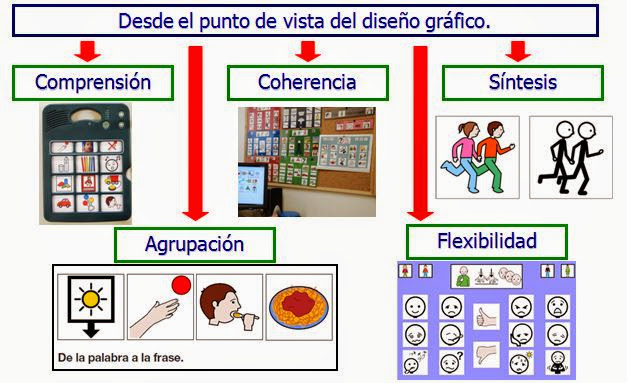 Desde el punto de vista del diseño gráfico.
Comprensión
Coherencia
Síntesis
Agrupación
Flexibilidad
De la palabra a la frase.